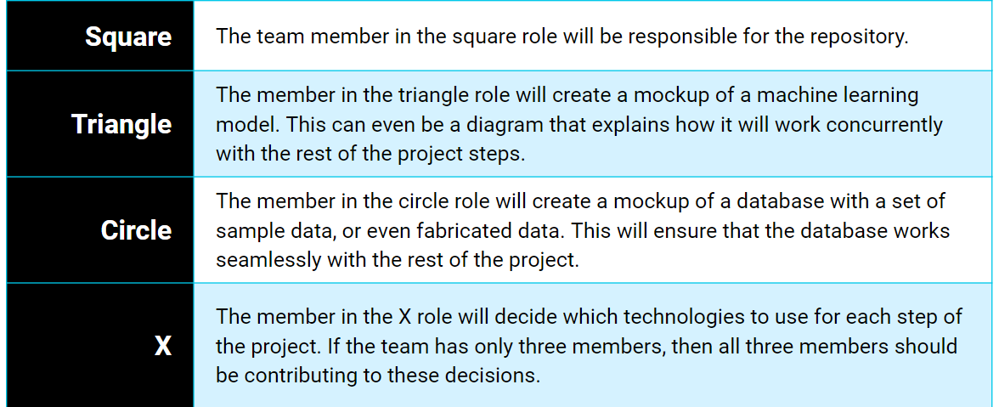 Square
The team member in the square role will be responsible for the repository.
Triangle
The member in the triangle role will create a mockup of a machine learning
model. This can even be a diagram that explains how it will work concurrently
with the rest of the project steps.
Circle
The member in the circle role will create a mockup of a database with a set of
sample data, or even fabricated data. This will ensure that the database works
seamlessly with the rest of the project.
X
The member in the X role will decide which technologies to use for each step of
the project. If the team has only three members, then all three members should
be contributing to these decisions.